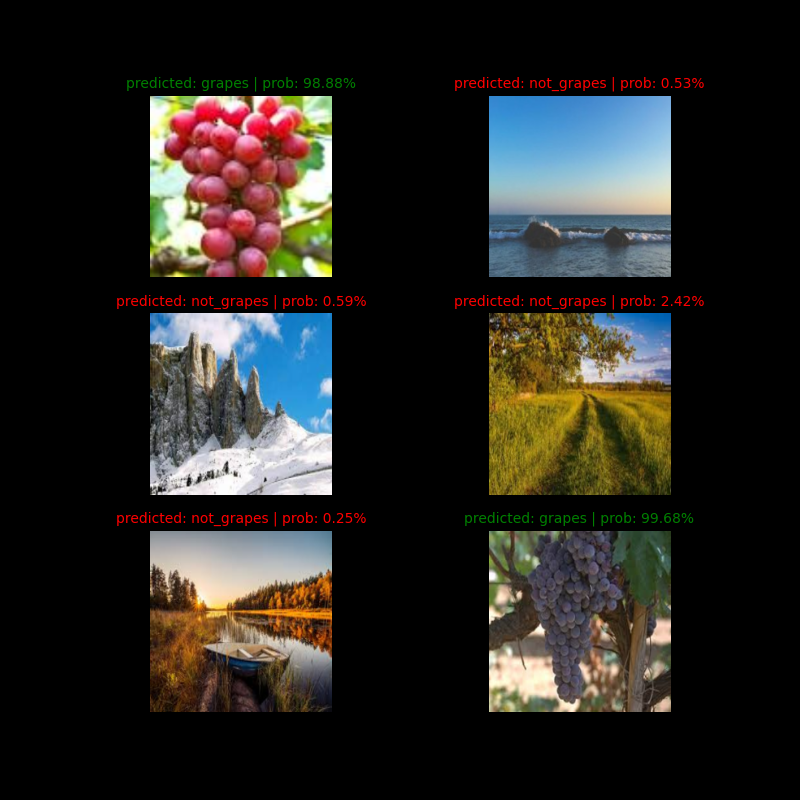 predicted: grapes | prob: 98.88%
predicted: not_grapes | prob: 0.53%
predicted: not_grapes | prob: 0.59%
predicted: not_grapes | prob: 2.42%
predicted: not_grapes | prob: 0.25%
predicted: grapes | prob: 99.68%